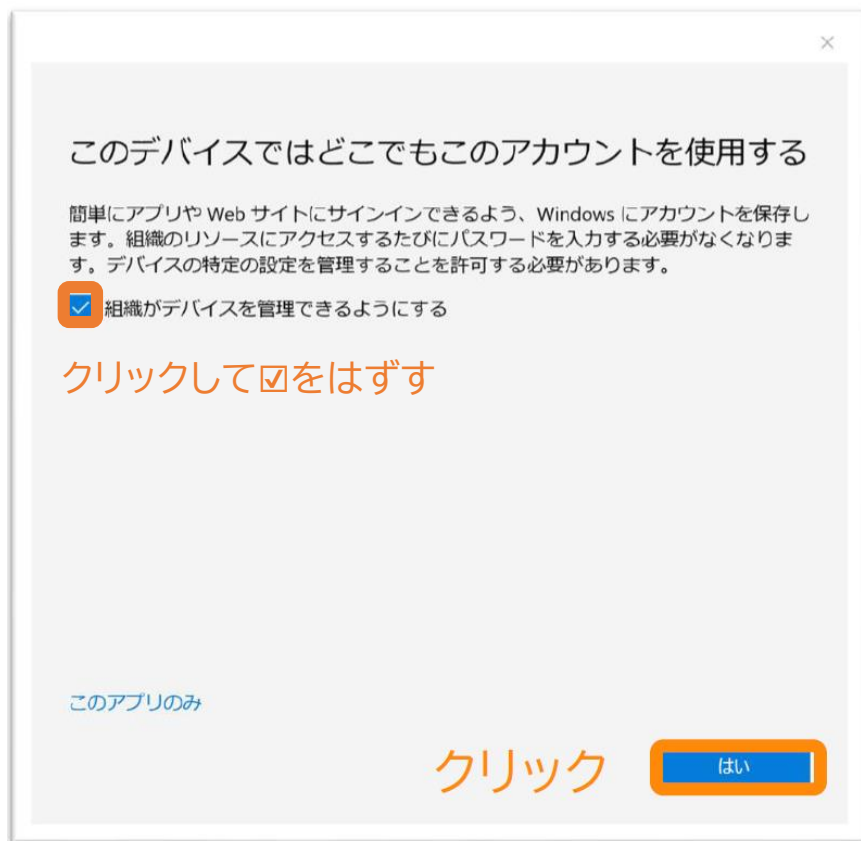 このデバイスではどこでもこのアカウントを使用する
簡単にアプリや Web サイトにサインインできるよう、Windows にアカウントを保存し
ます。組織のリソースにアクセスするたびにパスワードを入力する必要がなくなりま
す。デバイスの特定の設定を管理することを許可する必要があります。
組織がデバイスを管理できるようにする
クリックして☑をはずす
このアプリのみ
クリック はい